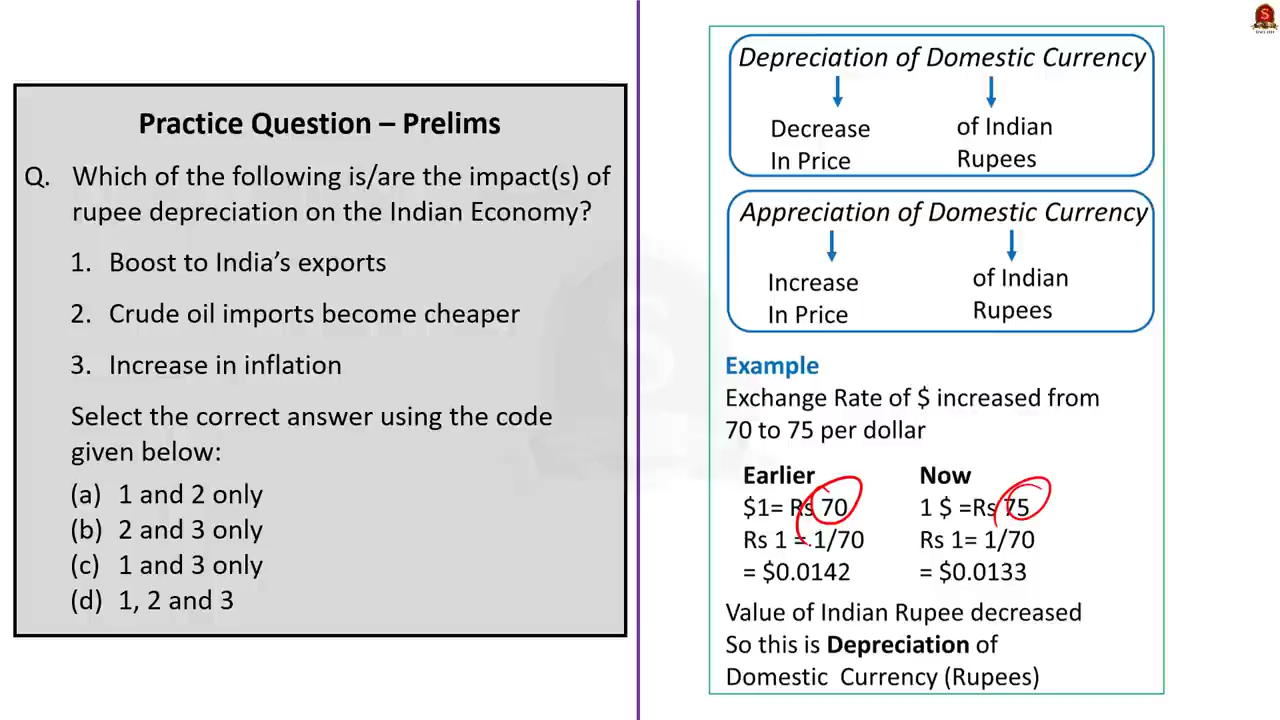 Practice Question – Prelims
Q. Which of the following is/are the impact(s) of
rupee depreciation on the Indian Economy?
1. Boost to India's exports
2. Crude oil imports become cheaper
3. Increase in inflation
Select the correct answer using the code
given below:
(a) 1 and 2 only
(b) 2 and 3 only
(c) 1 and 3 only
(d) 1, 2 and 3
Depreciation of Domestic Currency
Decrease of Indian
In Price Rupees
Appreciation of Domestic Currency
Increase of Indian
In Price Rupees
Example
Exchange Rate of $ increased from
70 to 75 per dollar
Earlier Now
$1= Rs 70 1 $ =Rs 75
Rs 1 = 1/70 Rs 1= 1/70
= $0.0142 = $0.0133
Value of Indian Rupee decreased
So this is Depreciation of
Domestic Currency (Rupees)